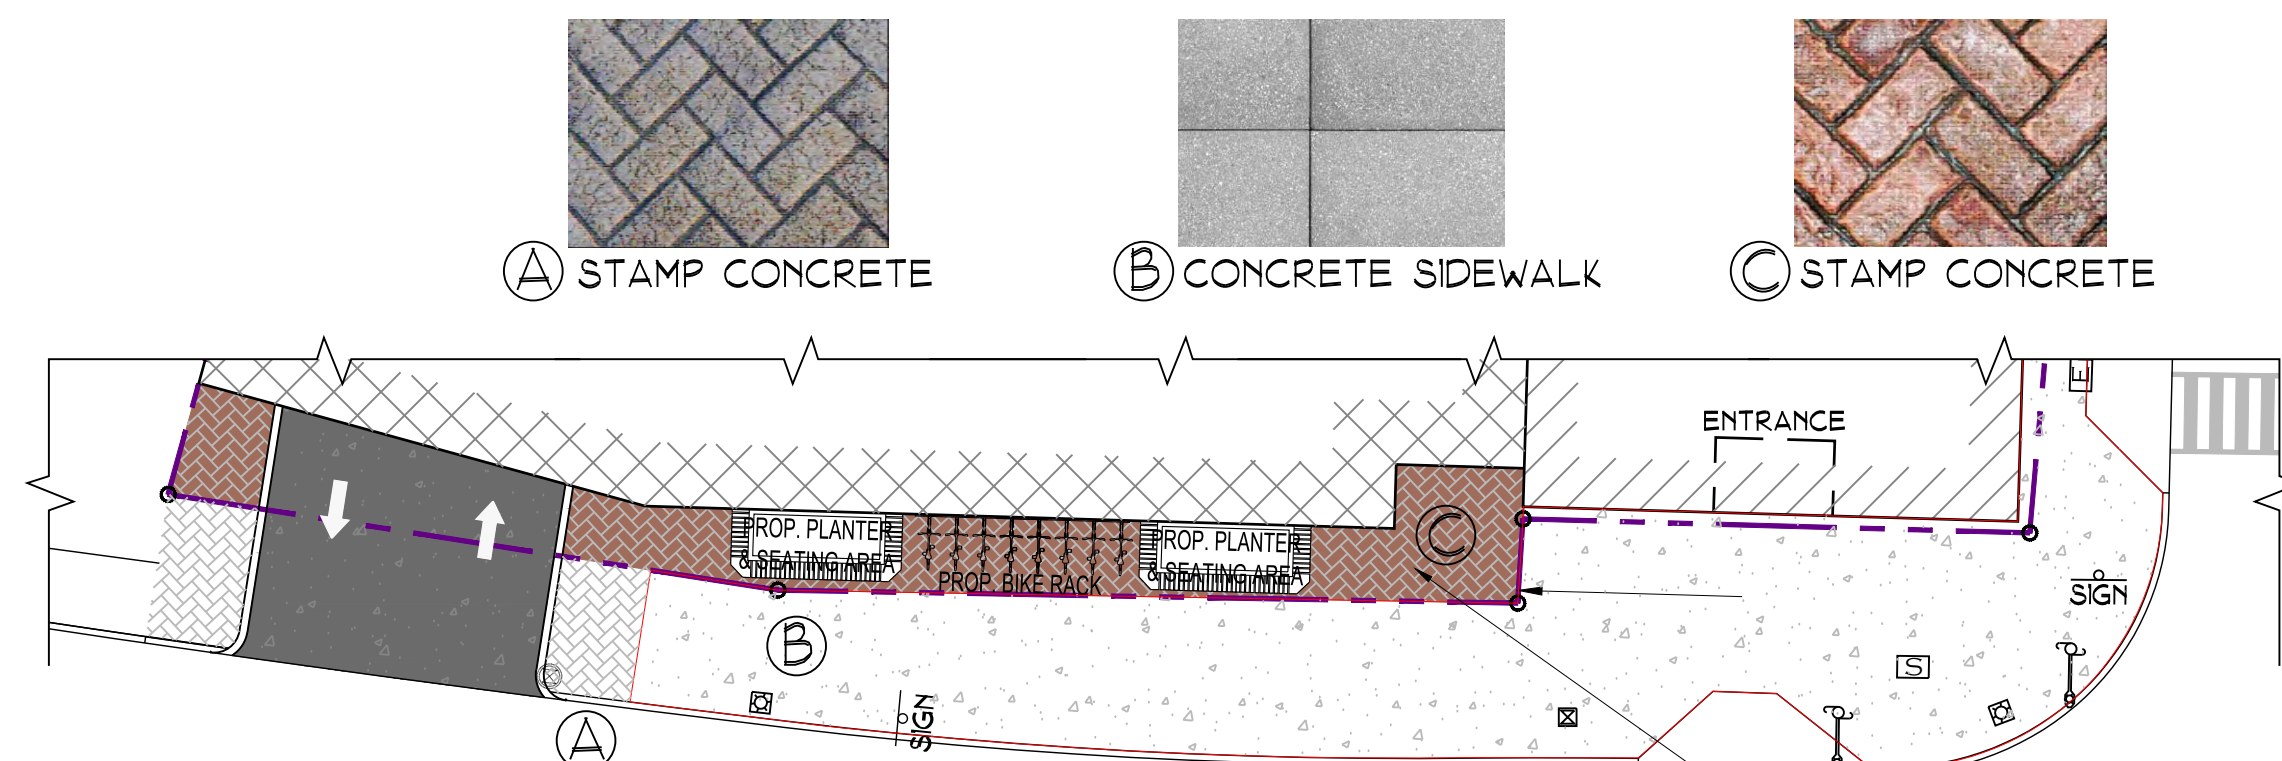 A STAMP CONCRETE
B CONCRETE SIDEWALK
C STAMP CONCRETE
E
ENTRANCE
PROP. PLANTER
& SEATING AREA
PROP. BIKE RACK
PROP. PLANTER
& SEATING AREA
C
SIGN
B
S
SIGN
A